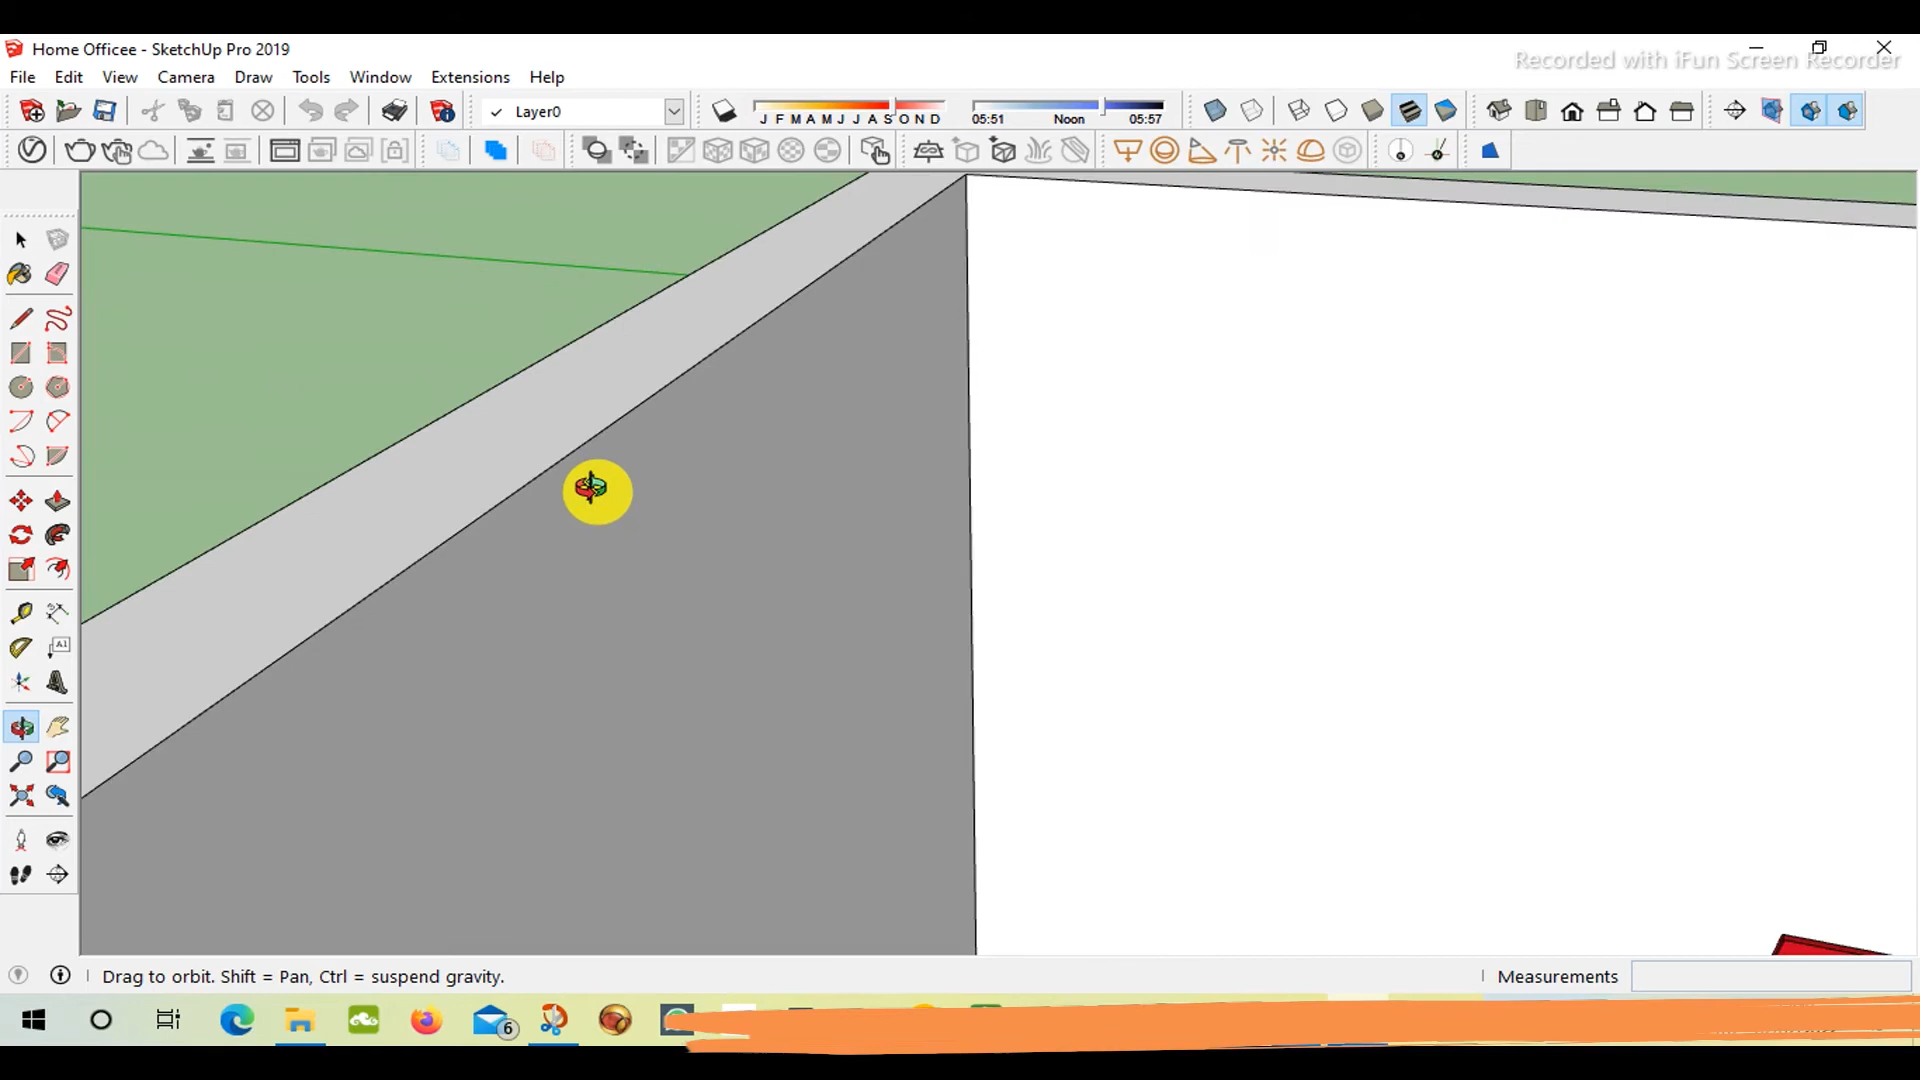 Home Officee - SketchUp Pro 2019
Recorded with iFun Screen Recorder
File Edit View Camera Draw Tools Window Extensions Help
Layer0
J F M A M J J A S O N D
05:51 Noon 05:57
A1
Drag to orbit. Shift = Pan, Ctrl = suspend gravity.
Measurements
6